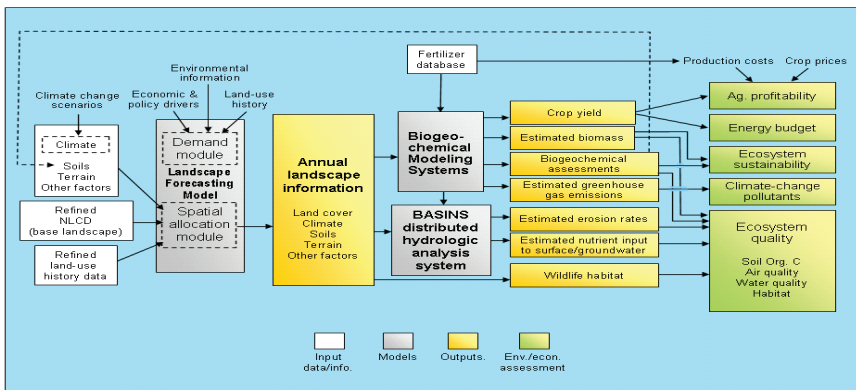 Fertilizer
database
Production costs
Crop prices
Environmental
information
Climate change
scenarios
Economic &
policy drivers
Land-use
history
Climate
Soils
Terrain
Other factors
Refined
NLCD
(base landscape)
Refined
land-use
history data
Demand
module
Landscape
Forecasting
Model
Spatial
allocation
module
Annual
landscape
information
Land cover
Climate
Soils
Terrain
Other factors
Biogeo-
chemical
Modeling
Systems
BASINS
distributed
hydrologic
analysis
system
Crop yield
Estimated biomass
Biogeochemical
assessments
Estimated greenhouse
gas emissions
Estimated erosion rates
Estimated nutrient input
to surface/groundwater
Wildlife habitat
Ag. profitability
Energy budget
Ecosystem
sustainability
Climate-change
pollutants
Ecosystem
quality
Soil Org. C
Air quality
Water quality
Habitat
Input
data/info.
Models
Outputs.
Env./econ.
assessment